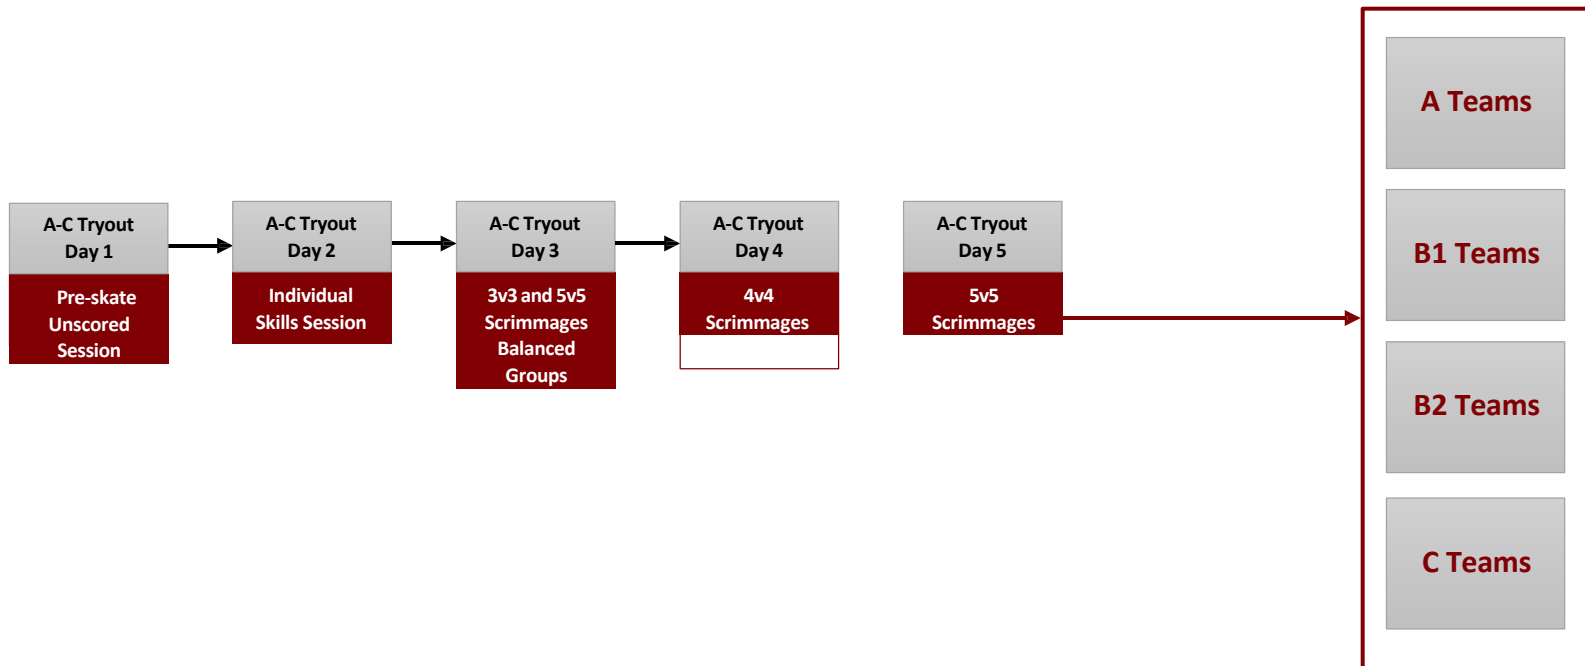 A-C Tryout
Day 1
Pre-skate
Unscored
Session
A-C Tryout
Day 2
Individual
Skills Session
A-C Tryout
Day 3
3v3 and 5v5
Scrimmages
Balanced
Groups
A-C Tryout
Day 4
4v4
Scrimmages
A-C Tryout
Day 5
5v5
Scrimmages
A Teams
B1 Teams
B2 Teams
C Teams